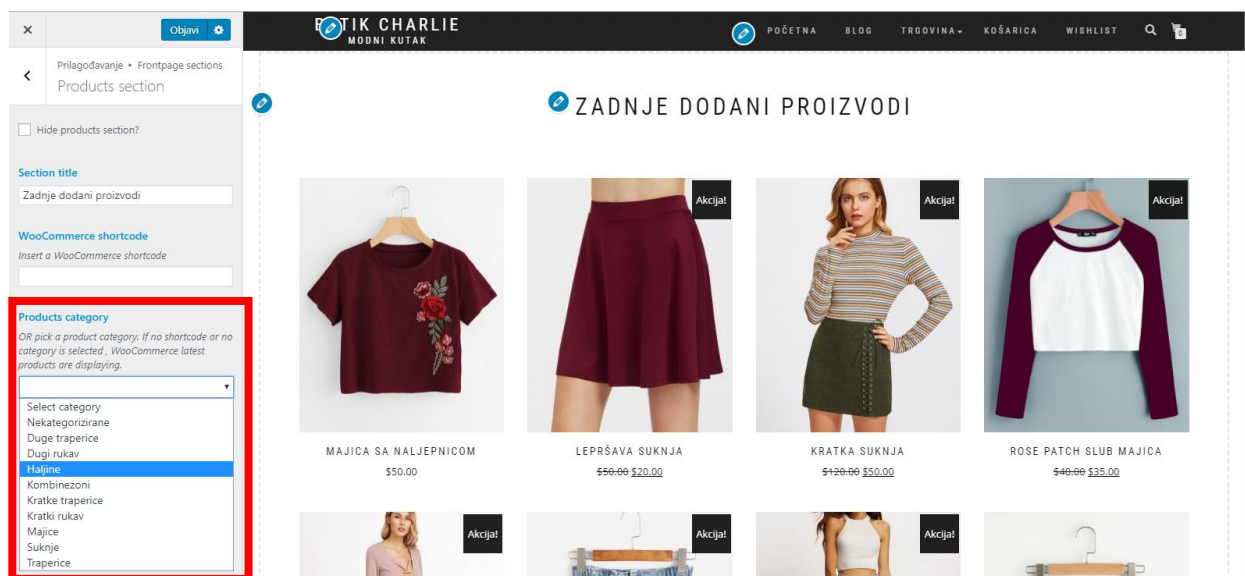 Objavi
Prilagođavanje ‣ Frontpage sections
Products section
Hide products section?
Section title
Zadnje dodani proizvodi
WooCommerce shortcode
Insert a WooCommerce shortcode
Products category
OR pick a product category. If no shortcode or no
category is selected , WooCommerce latest
products are displaying.
Select category
Nekategorizirane
Duge traperice
Dugi rukav
Haljine
Kombinezoni
Kratke traperice
Kratki rukav
Majice
Suknje
Traperice
CHARLIE
MODNI KUTAK
POČETNA BLOG TRGOVINA KOŠARICA WISHLIST 0
ZADNJE DODANI PROIZVODI
Akcija! Akcija! Akcija!
MAJICA SA NALJEPNICOM
$50.00
LEPRŠAVA SUKNJA
$50.00 $20.00
KRATKA SUKNJA
$120.00 $50.00
ROSE PATCH SLUB MAJICA
$40.00 $35.00
Akcija! Akcija! Akcija!